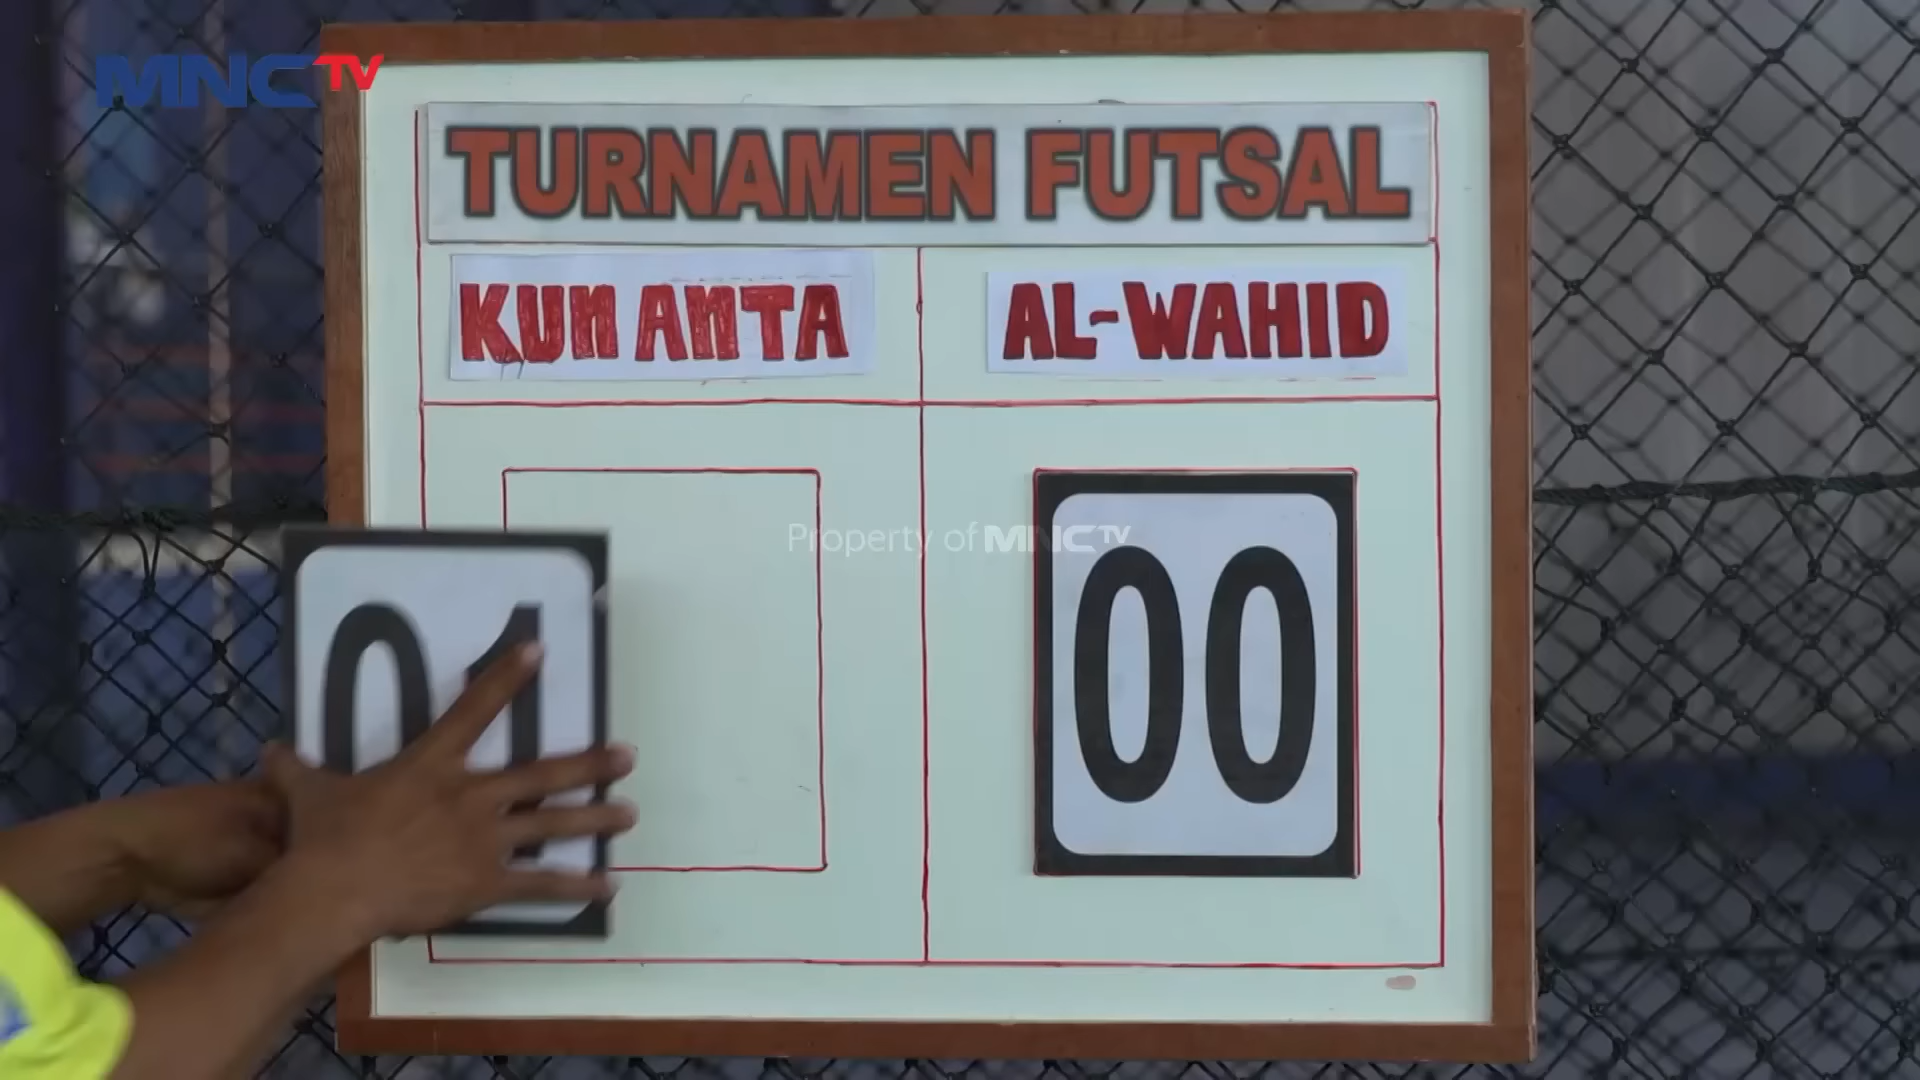 MNCTV
TURNAMEN FUTSAL
KUN ANTA
AL-WAHID
Property of MNCTV
01
00